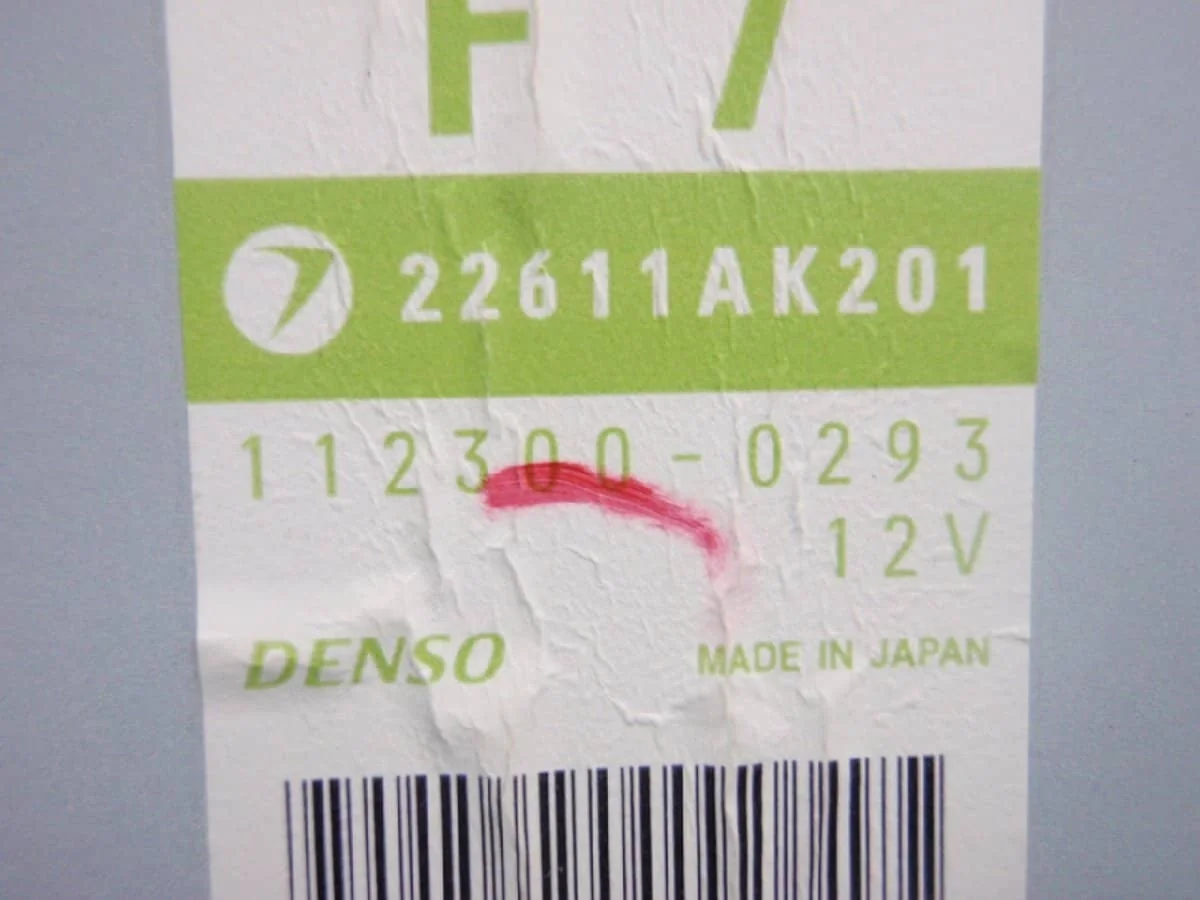 F 7
22611AK201
112300-0293
12V
DENSO
MADE IN JAPAN